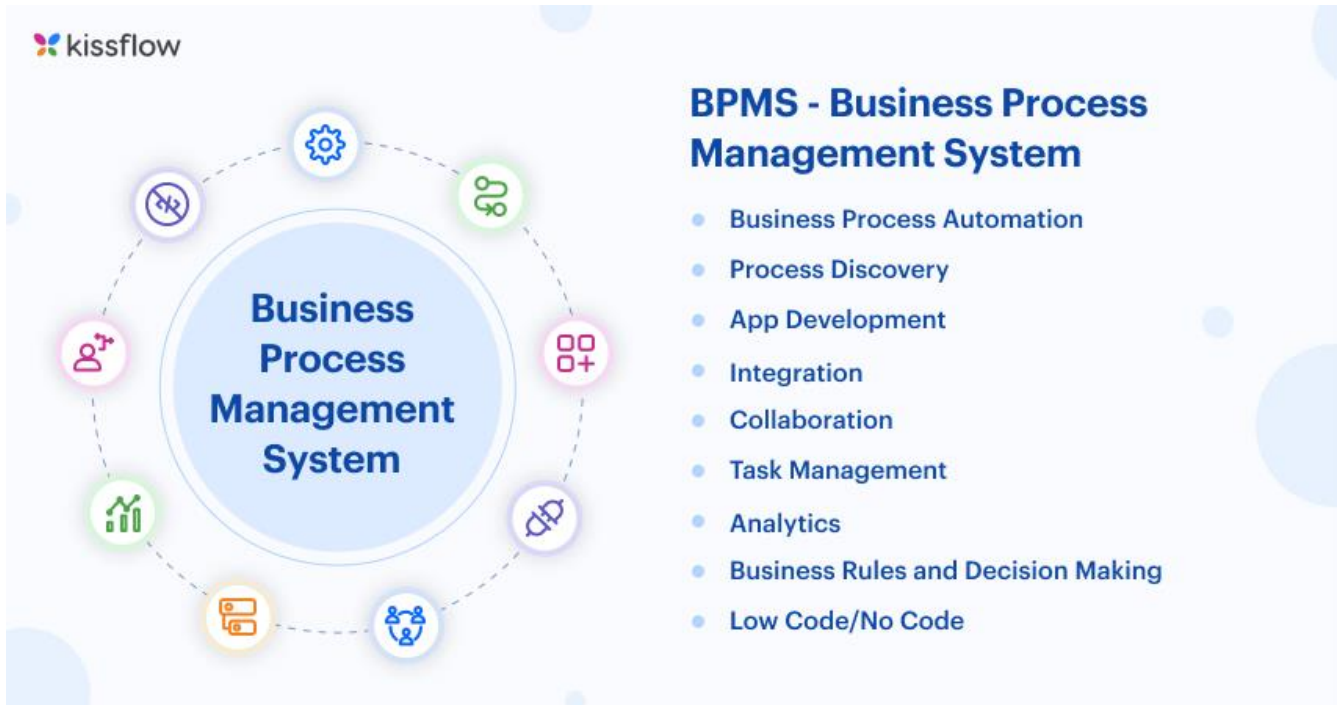 kissflow
Business
Process
Management
System
BPMS - Business Process
Management System
Business Process Automation
Process Discovery
App Development
Integration
Collaboration
Task Management
Analytics
Business Rules and Decision Making
Low Code/No Code